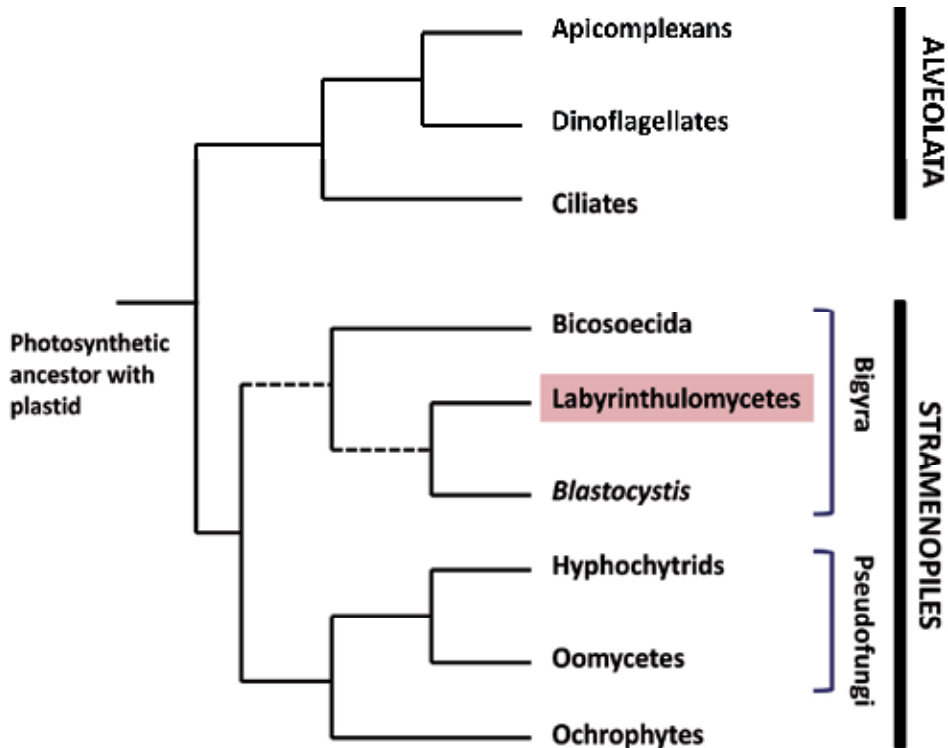 Apicomplexans
Dinoflagellates
Ciliates
ALVEOLATA
Photosynthetic
ancestor with
plastid
Bicosoecida
Labyrinthulomycetes
Blastocystis
Bigyra
Hyphochytrids
Oomycetes
Pseudofungi
Ochrophytes
STRAMENOPILES